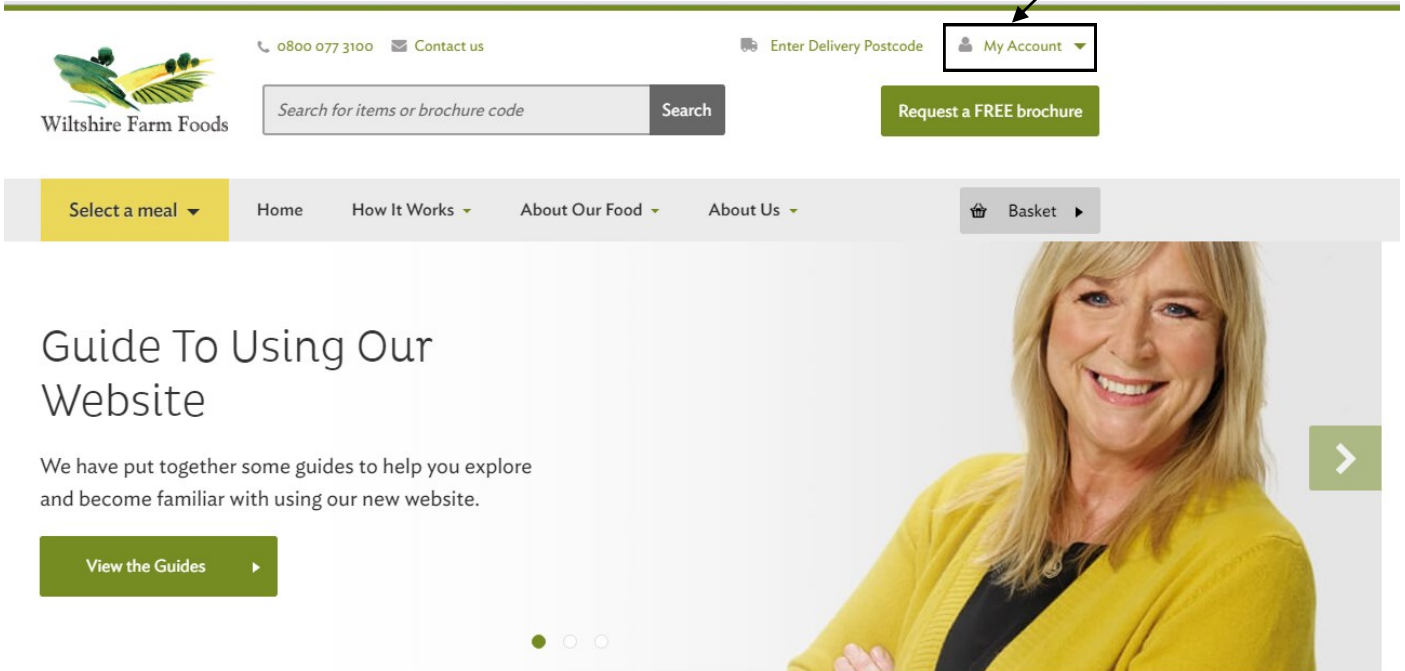 0800 077 3100 Contact us Enter Delivery Postcode My Account
Wiltshire Farm Foods
Search for items or brochure code Search Request a FREE brochure
Select a meal Home How It Works About Our Food About Us Basket
Guide To Using Our
Website
We have put together some guides to help you explore
and become familiar with using our new website.
View the Guides